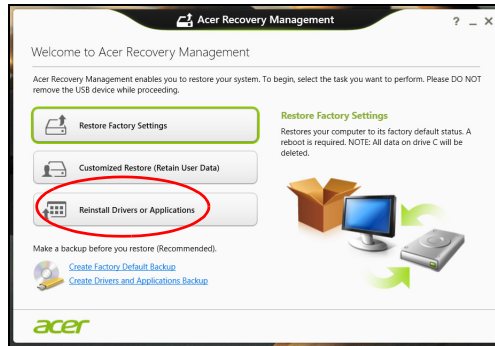 Acer Recovery Management
? _ X
Welcome to Acer Recovery Management
Acer Recovery Management enables you to restore your system. To begin, select the task you want to perform. Please DO NOT
remove the USB device while proceeding.
Restore Factory Settings
Customized Restore (Retain User Data)
Reinstall Drivers or Applications
Restore Factory Settings
Restores your computer to its factory default status. A
reboot is required. NOTE: All data on drive C will be
deleted.
Make a backup before you restore (Recommended).
Create Factory Default Backup
Create Drivers and Applications Backup
acer